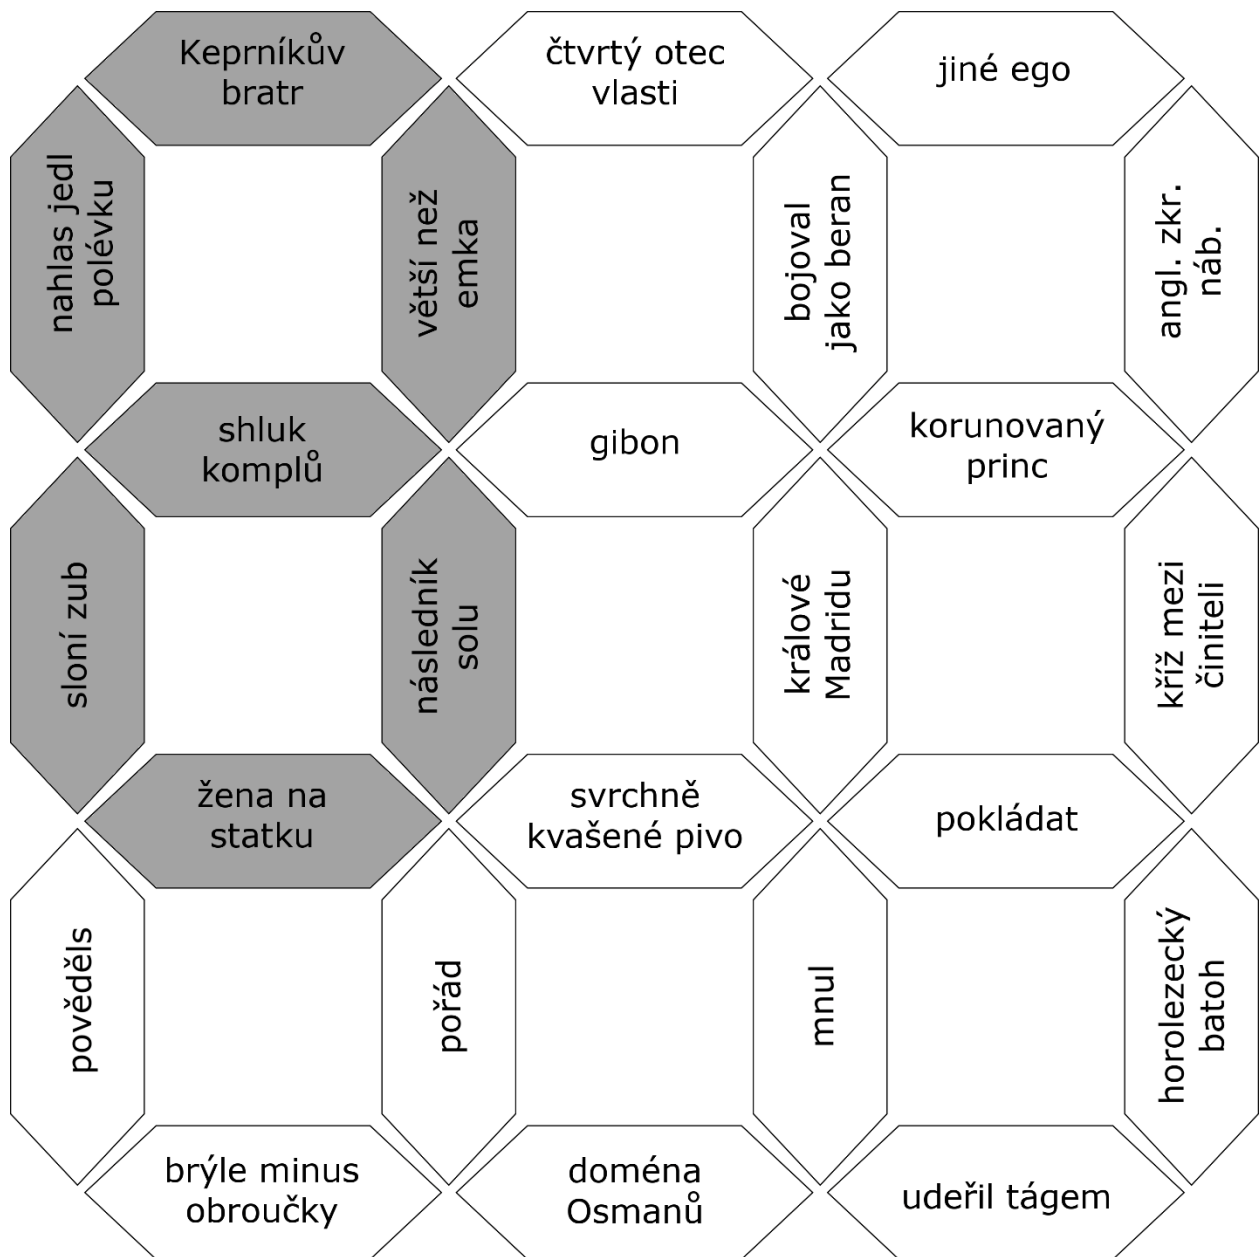 Keprníkův
bratr
čtvrtý otec
vlasti
jiné ego
nahlas jedl
polévku
větší než
emka
bojoval
jako beran
angl. zkr.
náb.
shluk
komplů
gibon
korunovaný
princ
sloní zub
následník
solu
králové
Madridu
kříž mezi
činiteli
žena na
statku
svrchně
kvašené pivo
pokládat
pověděls
pořád
mnul
horolezecký
batoh
brýle minus
obroučky
doména
Osmanů
udeřil tágem